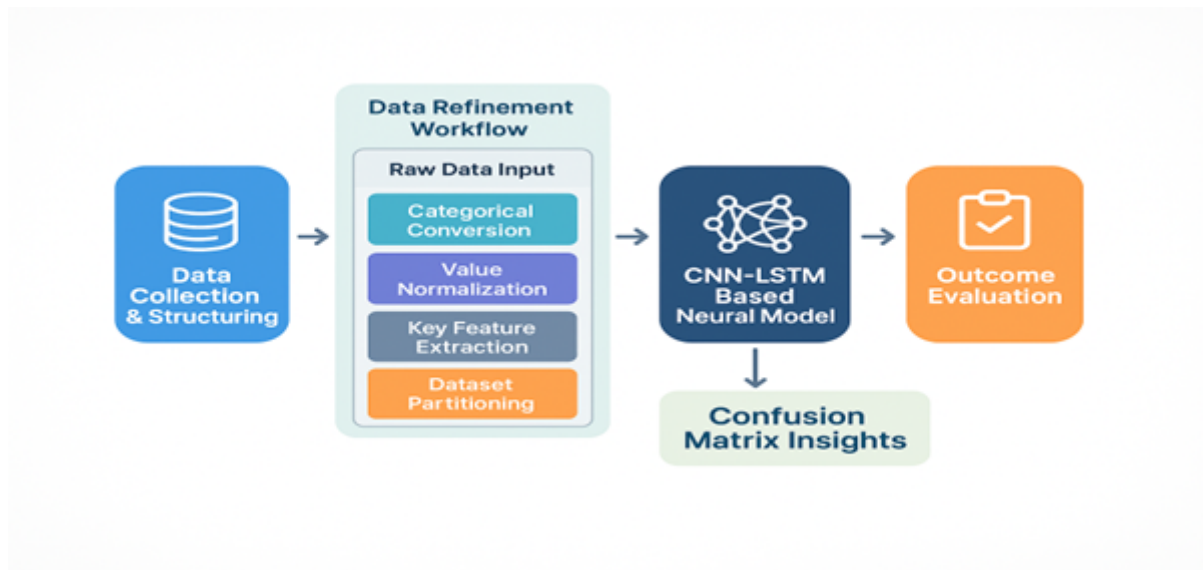 Data
Collection
& Structuring
Data Refinement
Workflow
Raw Data Input
Categorical
Conversion
Value
Normalization
Key Feature
Extraction
Dataset
Partitioning
CNN-LSTM
Based
Neural Model
Confusion
Matrix Insights
Outcome
Evaluation